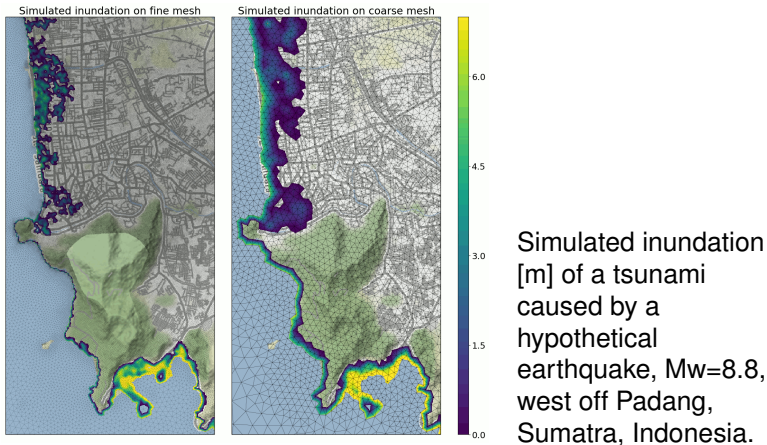 Simulated inundation on fine mesh
Simulated inundation on coarse mesh
6.0
4.5
3.0
1.5
0.0
Simulated inundation
[m] of a tsunami
caused by a
hypothetical
earthquake, Mw=8.8,
west off Padang,
Sumatra, Indonesia.